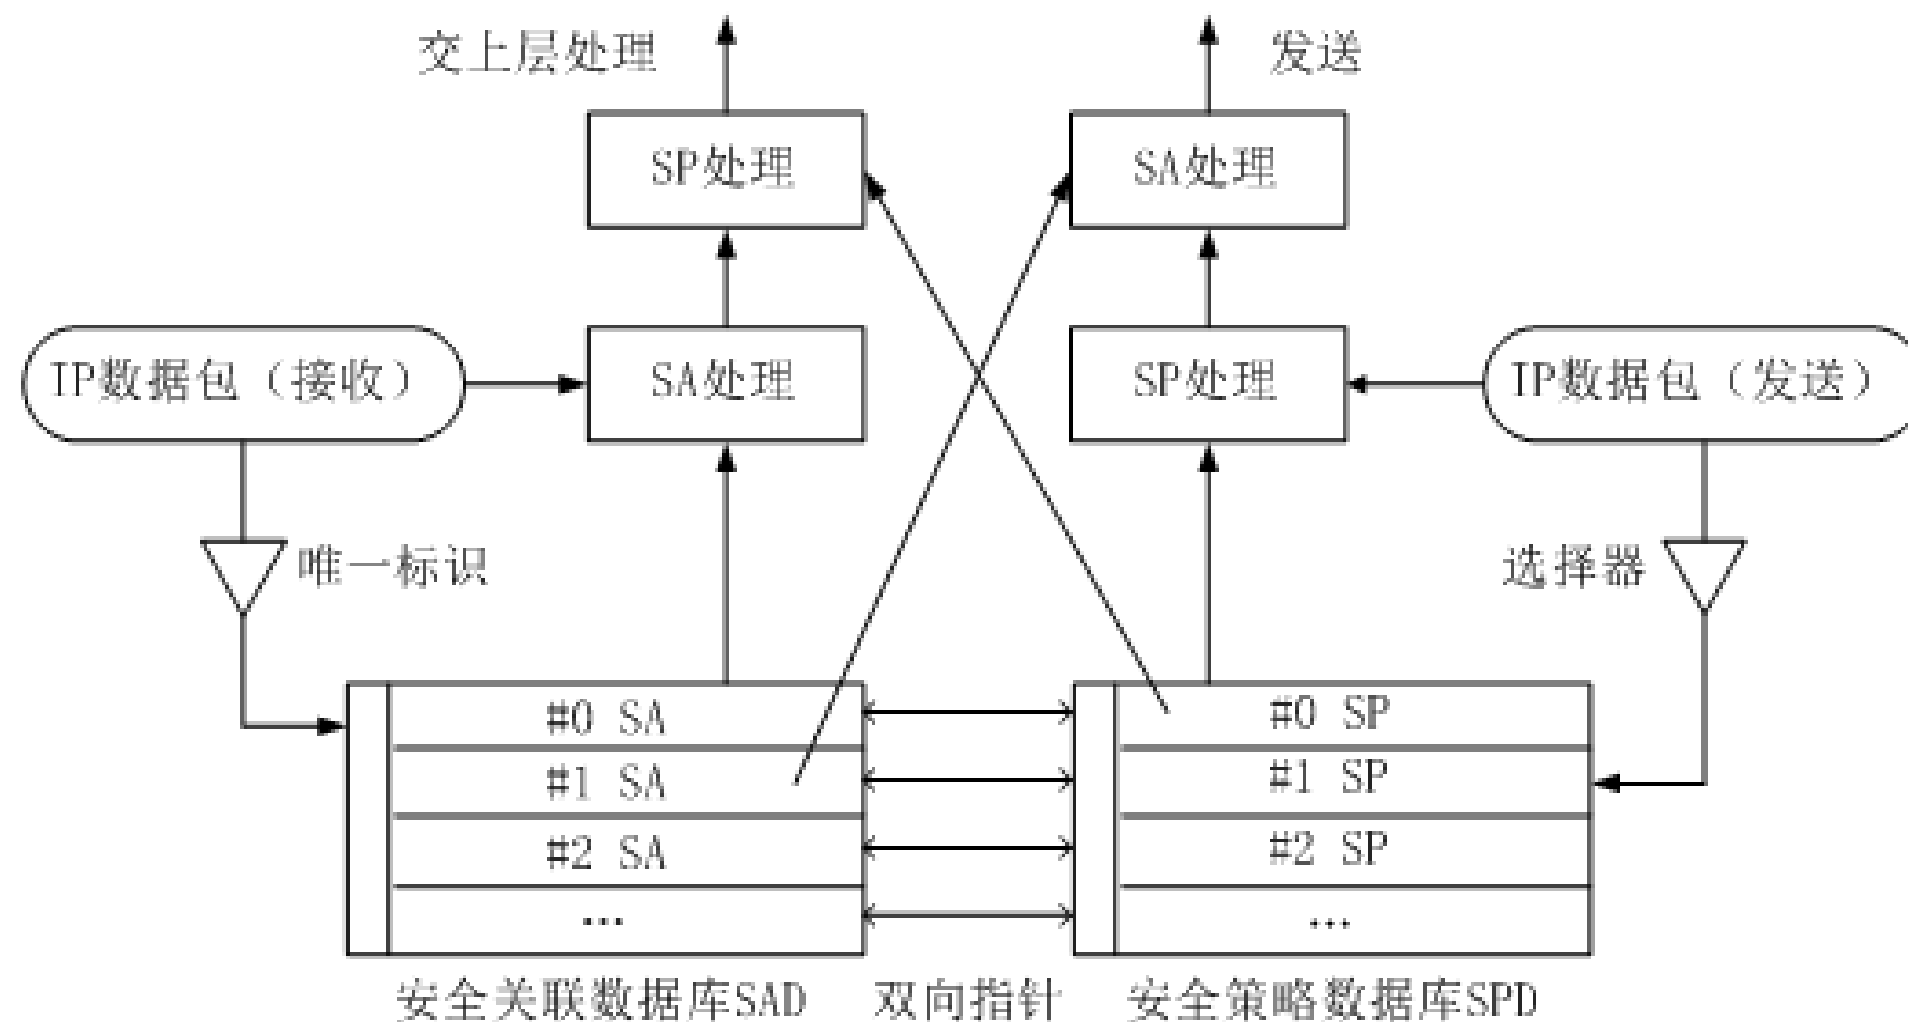 交上层处理
发送
SP处理
SA处理
IP数据包（接收）
SA处理
SP处理
IP数据包（发送）
唯一标识
选择器
#0 SA
#0 SP
#1 SA
#1 SP
#2 SA
#2 SP
...
...
安全关联数据库SAD
双向指针
安全策略数据库SPD